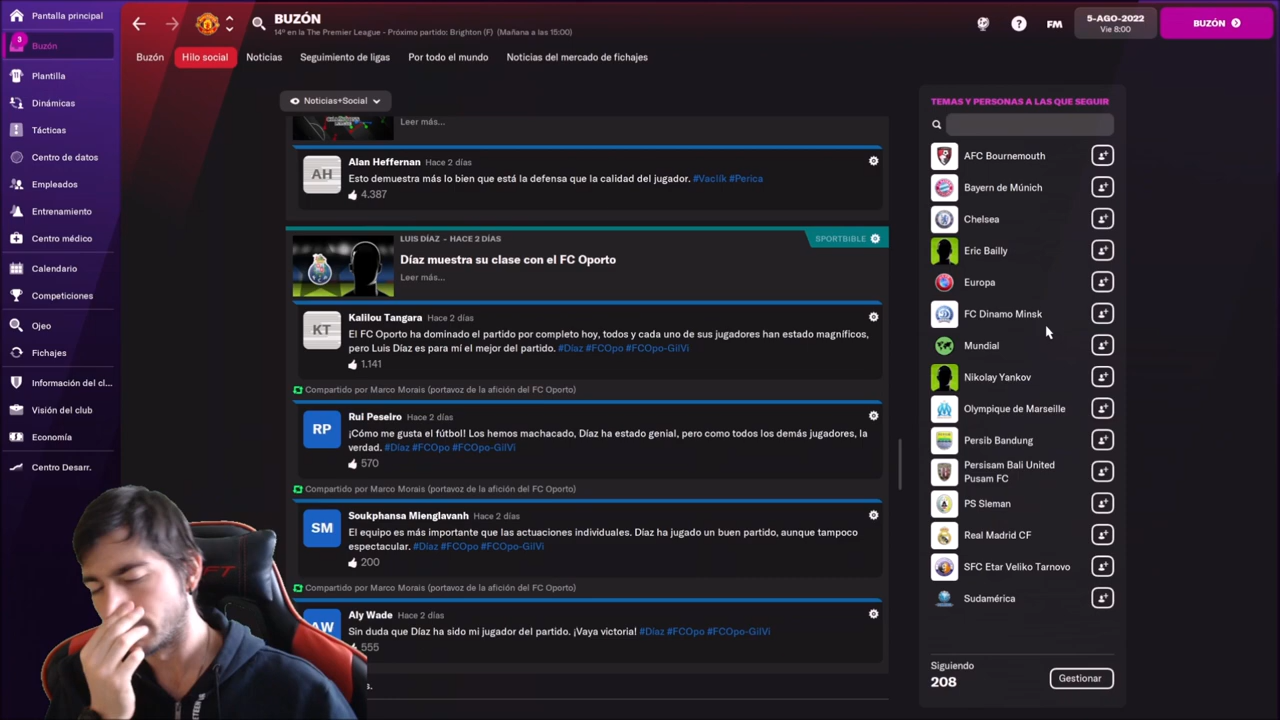 Pantalla principal
3
Buzón
Plantilla
Dinámicas
Tácticas
Centro de datos
Empleados
Entrenamiento
Centro médico
Calendario
Competiciones
Ojeo
Fichajes
Información del cl...
Visión del club
Economía
Centro Desarr.
BUZÓN
14º en la The Premier League - Próximo partido: Brighton (F) (Mañana a las 15:00)
?
FM
5-AGO-2022
Vie 8:00
BUZÓN
Buzón
Hilo social
Noticias
Seguimiento de ligas
Por todo el mundo
Noticias del mercado de fichajes
Noticias+Social
Leer más...
AH
Alan Heffernan Hace 2 días
Esto demuestra más lo bien que está la defensa que la calidad del jugador. #Vaclík #Perica
4.387
LUIS DÍAZ - HACE 2 DÍAS
SPORTBIBLE
Díaz muestra su clase con el FC Oporto
Leer más...
KT
Kalilou Tangara Hace 2 días
El FC Oporto ha dominado el partido por completo hoy, todos y cada uno de sus jugadores han estado magníficos,
pero Luis Díaz es para mí el mejor del partido. #Díaz #FCOpo #FCOpo-GilVi
1.141
Compartido por Marco Morais (portavoz de la afición del FC Oporto)
RP
Rui Peseiro Hace 2 días
¡Cómo me gusta el fútbol! Los hemos machacado, Díaz ha estado genial, pero como todos los demás jugadores, la
verdad. #Díaz #FCOpo #FCOpo-GilVi
570
Compartido por Marco Morais (portavoz de la afición del FC Oporto)
SM
Soukphansa Mienglavanh Hace 2 días
El equipo es más importante que las actuaciones individuales. Díaz ha jugado un buen partido, aunque tampoco
espectacular. #Díaz #FCOpo #FCOpo-GilVi
200
Compartido por Marco Morais (portavoz de la afición del FC Oporto)
AW
Aly Wade Hace 2 días
Sin duda que Díaz ha sido mi jugador del partido. ¡Vaya victoria! #Díaz #FCOpo #FCOpo-GilVi
555
TEMAS Y PERSONAS A LAS QUE SEGUIR
AFC Bournemouth
Bayern de Múnich
Chelsea
Eric Bailly
Europa
FC Dinamo Minsk
Mundial
Nikolay Yankov
Olympique de Marseille
Persib Bandung
Persisam Bali United
Pusam FC
PS Sleman
Real Madrid CF
SFC Etar Veliko Tarnovo
Sudamérica
Siguiendo
208
Gestionar